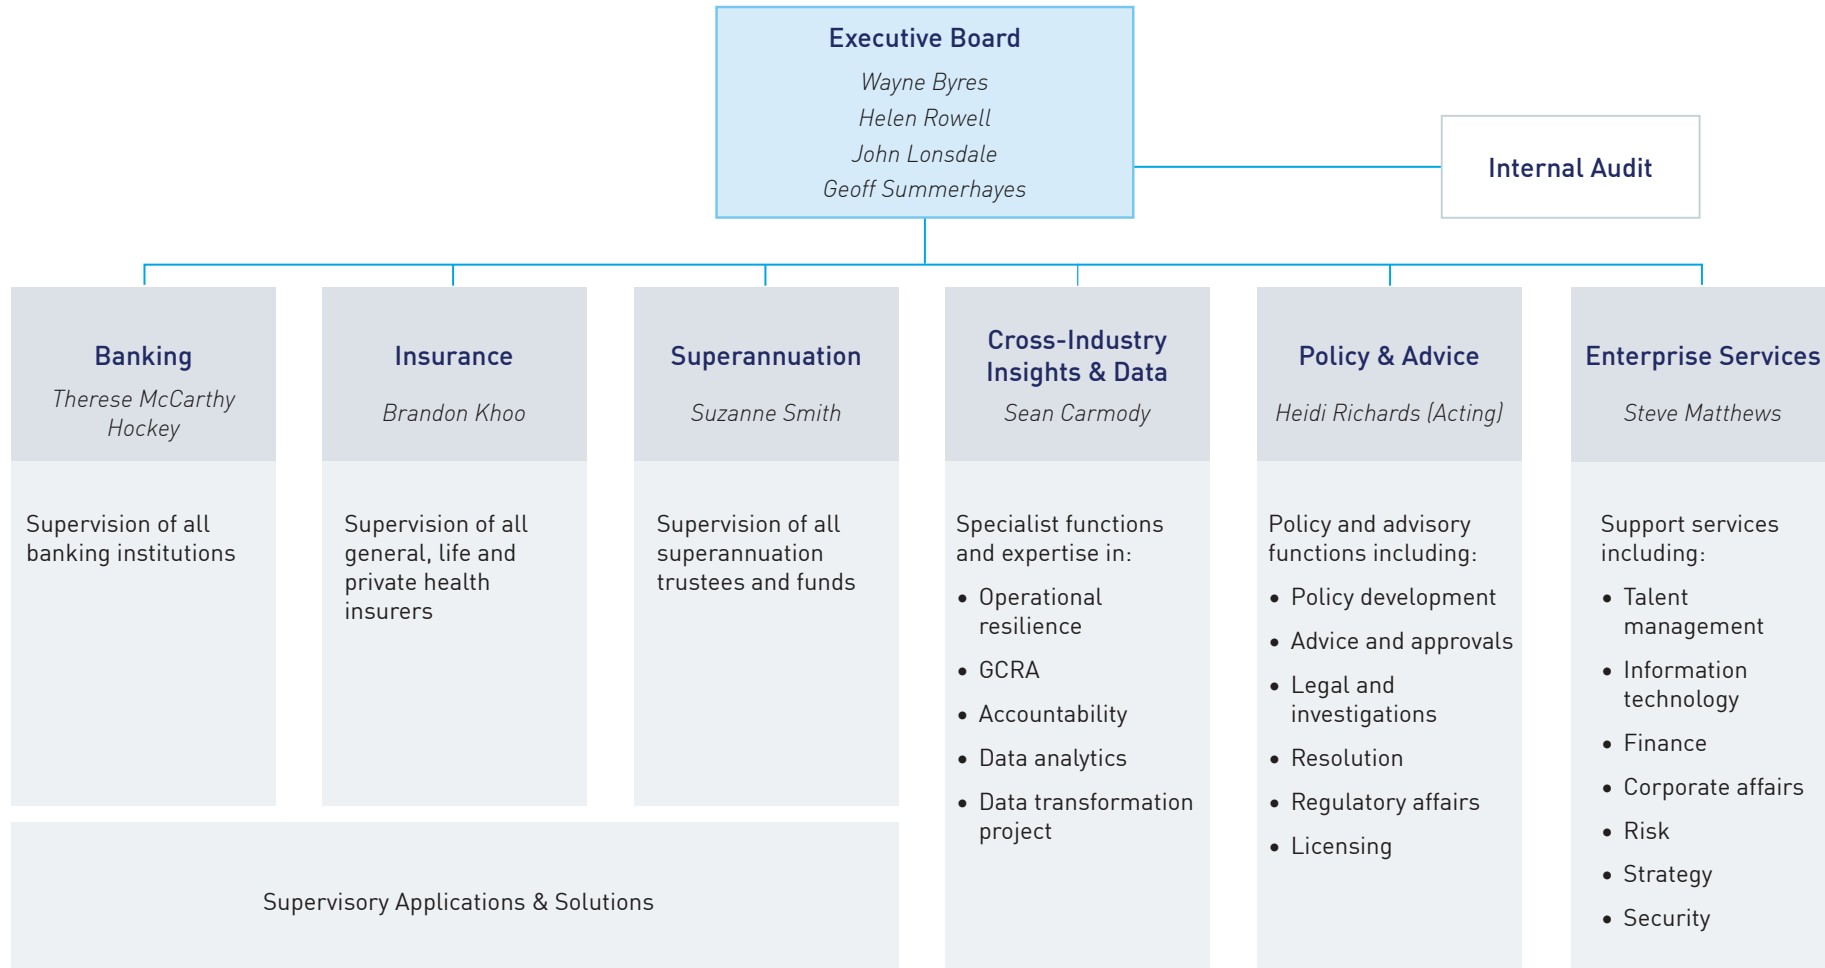 Executive Board
Wayne Byres
Helen Rowell
John Lonsdale
Geoff Summerhayes
Internal Audit
Banking
Therese McCarthy
Hockey
Supervision of all
banking institutions
Insurance
Brandon Khoo
Supervision of all
general, life and
private health
insurers
Superannuation
Suzanne Smith
Supervision of all
superannuation
trustees and funds
Supervisory Applications & Solutions
Cross-Industry
Insights & Data
Sean Carmody
Specialist functions
and expertise in:
• Operational
resilience
• GCRA
• Accountability
• Data analytics
• Data transformation
project
Policy & Advice
Heidi Richards (Acting)
Policy and advisory
functions including:
• Policy development
• Advice and approvals
• Legal and
investigations
• Resolution
• Regulatory affairs
• Licensing
Enterprise Services
Steve Matthews
Support services
including:
• Talent
management
• Information
technology
• Finance
• Corporate affairs
• Risk
• Strategy
• Security